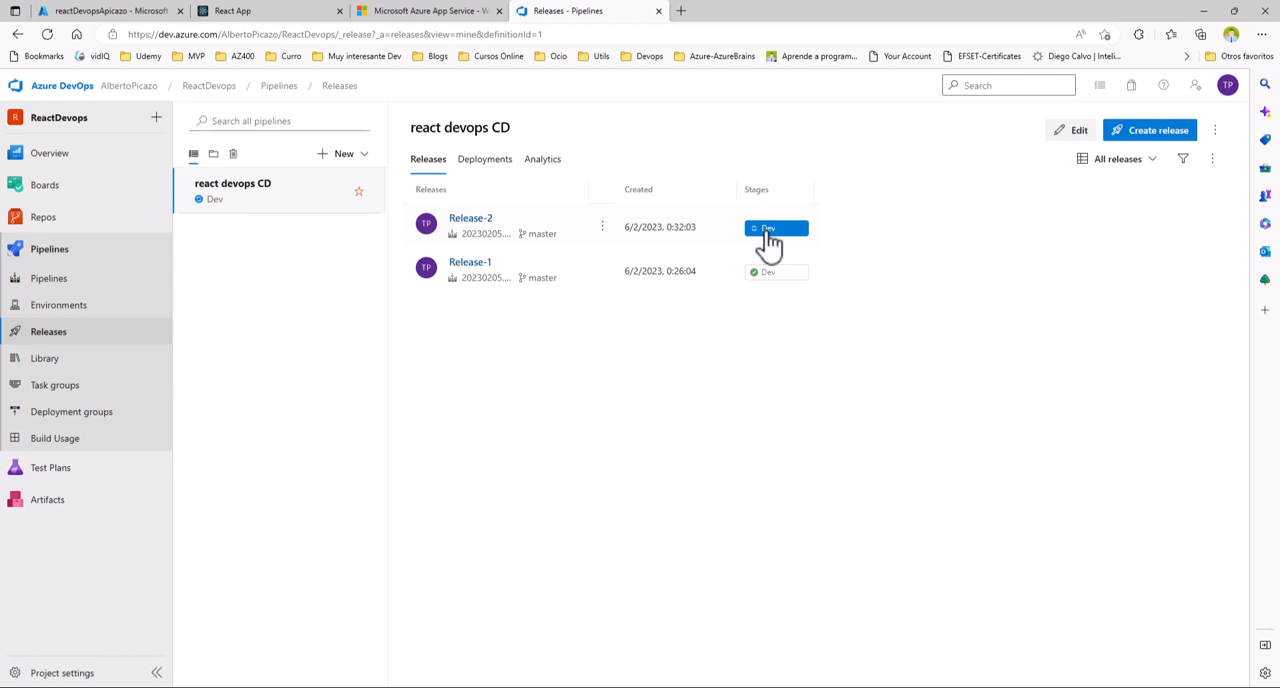 reactDevopsApicazo - Microsoft
React App
Microsoft Azure App Service - W
Releases - Pipelines
https://dev.azure.com/AlbertoPicazo/ReactDevops/_release?_a=releases&view=mine&definitionId=1
Bookmarks
vidIQ
Udemy
MVP
AZ400
Curro
Muy interesante Dev
Blogs
Cursos Online
Ocio
Utils
Devops
Azure-AzureBrains
Aprende a program...
Your Account
EFSET-Certificates
Diego Calvo | Inteli...
Otros favoritos
Azure DevOps AlbertoPicazo / ReactDevops / Pipelines / Releases
Search
TP
R ReactDevops
Overview
Boards
Repos
Pipelines
Pipelines
Environments
Releases
Library
Task groups
Deployment groups
Build Usage
Test Plans
Artifacts
Project settings
Search all pipelines
New
react devops CD
Dev
react devops CD
Edit
Create release
Releases Deployments Analytics
All releases
Releases Created Stages
TP Release-2
20230205.... master
6/2/2023, 0:32:03
Dev
TP Release-1
20230205.... master
6/2/2023, 0:26:04
Dev